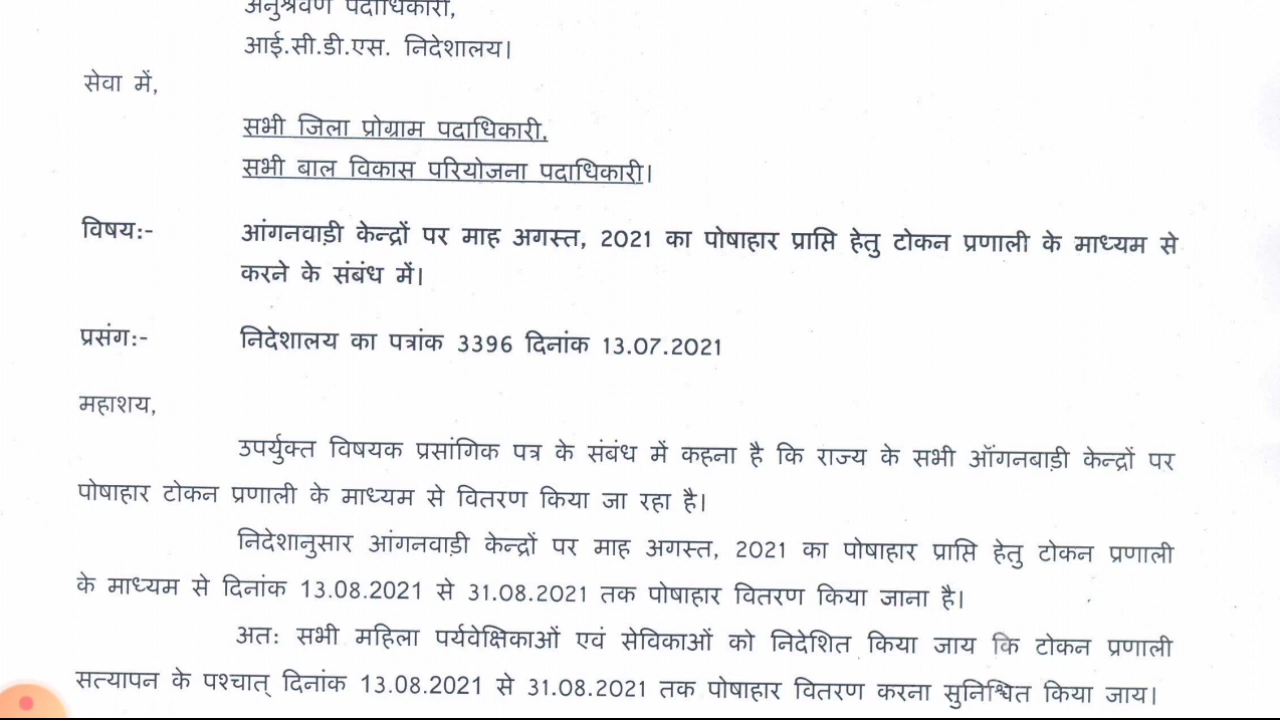 अनुश्रवण पदाधिकारी,
आई.सी.डी.एस. निदेशालय।
सेवा में,
सभी जिला प्रोग्राम पदाधिकारी,
सभी बाल विकास परियोजना पदाधिकारी।
विषय:- आंगनवाड़ी केन्द्रों पर माह अगस्त, 2021 का पोषाहार प्राप्ति हेतु टोकन प्रणाली के माध्यम से
करने के संबंध में।
प्रसंग:- निदेशालय का पत्रांक 3396 दिनांक 13.07.2021
महाशय,
उपर्युक्त विषयक प्रसांगिक पत्र के संबंध में कहना है कि राज्य के सभी ऑगनबाड़ी केन्द्रों पर
पोषाहार टोकन प्रणाली के माध्यम से वितरण किया जा रहा है।
निदेशानुसार आंगनवाड़ी केन्द्रों पर माह अगस्त, 2021 का पोषाहार प्राप्ति हेतु टोकन प्रणाली
के माध्यम से दिनांक 13.08.2021 से 31.08.2021 तक पोषाहार वितरण किया जाना है।
अतः सभी महिला पर्यवेक्षिकाओं एवं सेविकाओं को निदेशित किया जाय कि टोकन प्रणाली
सत्यापन के पश्चात् दिनांक 13.08.2021 से 31.08.2021 तक पोषाहार वितरण करना सुनिश्चित किया जाय।